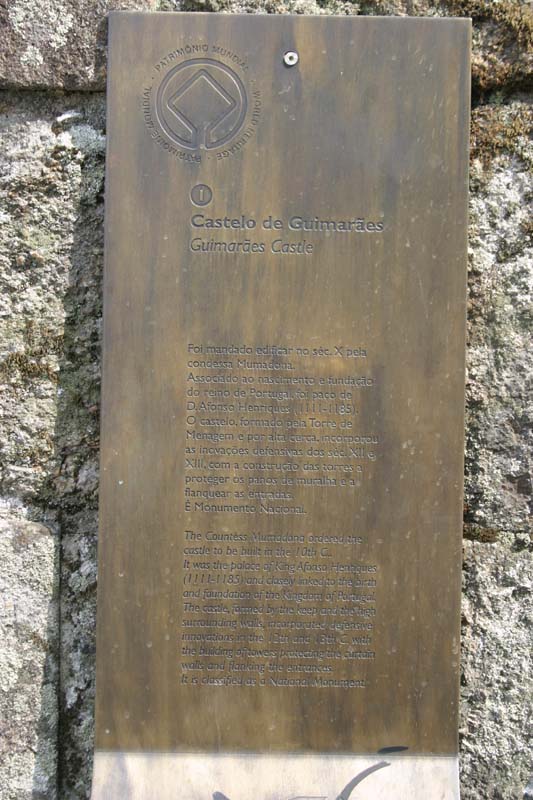 PATRIMÓNIO MUNDIAL · WORLD HERITAGE · PATRIMOINE MONDIAL ·
1
Castelo de Guimarães
Guimarães Castle
Foi mandado edificar no séc. X pela
condessa Mumadona.
Associado ao nascimento e fundação
do reino de Portugal, foi paço de
D. Afonso Henriques (1111-1185).
O castelo, formado pela Torre de
Menagem e por alta cerca, incorporou
as inovações defensivas dos séc. XII e
XIII, com a construção das torres a
proteger os panos de muralha e a
flanquear as entradas.
É Monumento Nacional.
The Countess Mumadona ordered the
castle to be built in the 10th C..
It was the palace of King Afonso Henriques
(1111-1185) and closely linked to the birth
and foundation of the Kingdom of Portugal.
The castle, formed by the keep and the high
surrounding walls, incorporated defensive
innovations in the 12th and 13th C. with
the building of towers protecting the curtain
walls and flanking the entrances.
It is classified as a National Monument.